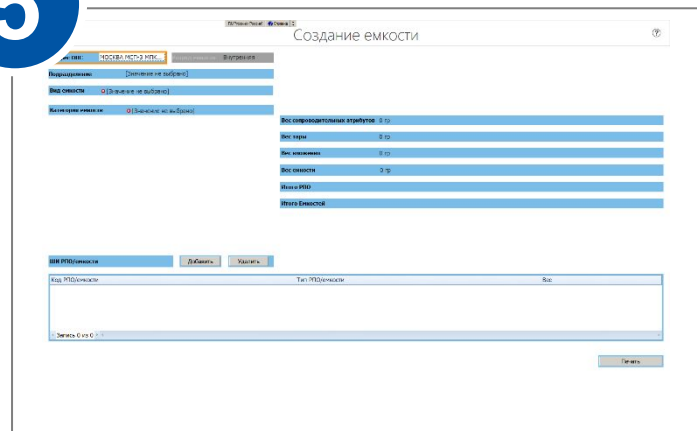 5
Создание емкости
МОСКВА МСП-3 МПК...
Внутренняя
Подразделение [Значение не выбрано]
Вид емкости [Значение не выбрано]
Категория емкости [Значение не выбрано]
Вес сопроводительных атрибутов 0 гр
Вес тары 0 гр
Вес вложения 0 гр
Вес емкости 0 гр
Итого РПО
Итого Емкостей
ШК РПО/емкости Добавить Удалить
Код РПО/емкости Тип РПО/емкости Вес
Запись 0 из 0
Печать